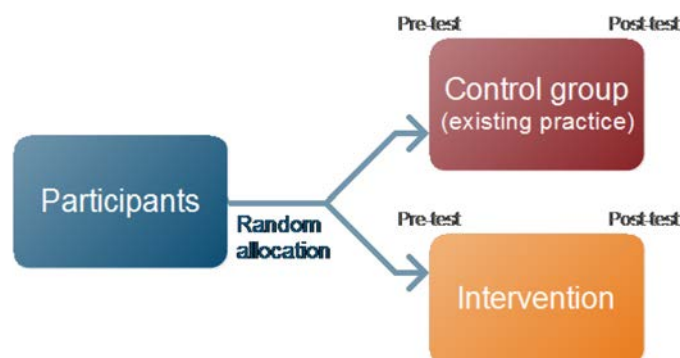 Pre-test Post-test
Control group
(existing practice)
Participants
Random
allocation
Pre-test Post-test
Intervention